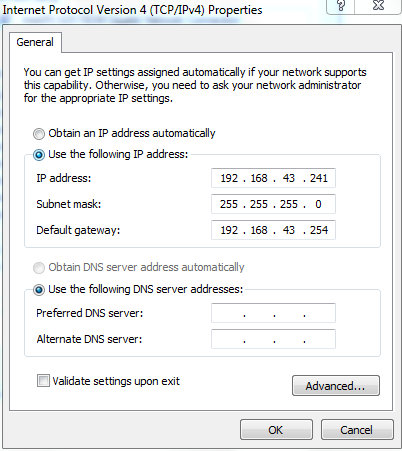 Internet Protocol Version 4 (TCP/IPv4) Properties
?
General
You can get IP settings assigned automatically if your network supports
this capability. Otherwise, you need to ask your network administrator
for the appropriate IP settings.
Obtain an IP address automatically
Use the following IP address:
IP address: 192 . 168 . 43 . 241
Subnet mask: 255 . 255 . 255 . 0
Default gateway: 192 . 168 . 43 . 254
Obtain DNS server address automatically
Use the following DNS server addresses:
Preferred DNS server: . . .
Alternate DNS server: . . .
Validate settings upon exit
Advanced...
OK Cancel